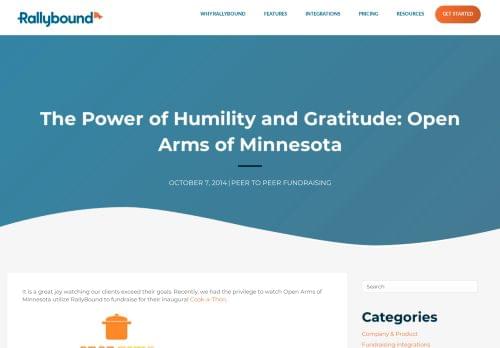 Rallybound
WHY RALLYBOUND FEATURES INTEGRATIONS PRICING RESOURCES GET STARTED
The Power of Humility and Gratitude: Open
Arms of Minnesota
OCTOBER 7, 2014 | PEER TO PEER FUNDRAISING
It is a great joy watching our clients exceed their goals. Recently, we had the privilege to watch Open Arms of
Minnesota utilize RallyBound to fundraise for their inaugural Cook-a-Thon.
Search
Categories
Company & Product
Fundraising Integrations